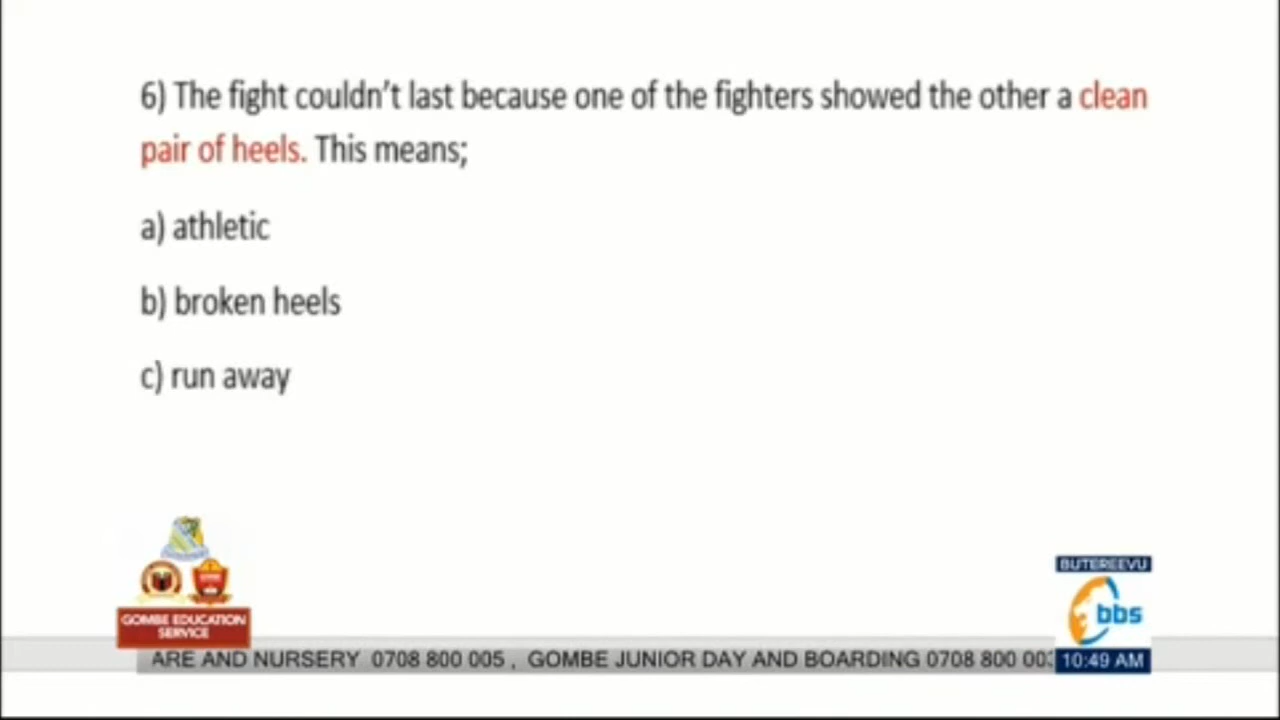 6) The fight couldn't last because one of the fighters showed the other a clean
pair of heels. This means;
a) athletic
b) broken heels
c) run away
GOMBE EDUCATION
SERVICE
BUTEREEVU
bbs
ARE AND NURSERY 0708 800 005 , GOMBE JUNIOR DAY AND BOARDING 0708 800 003
10:49 AM